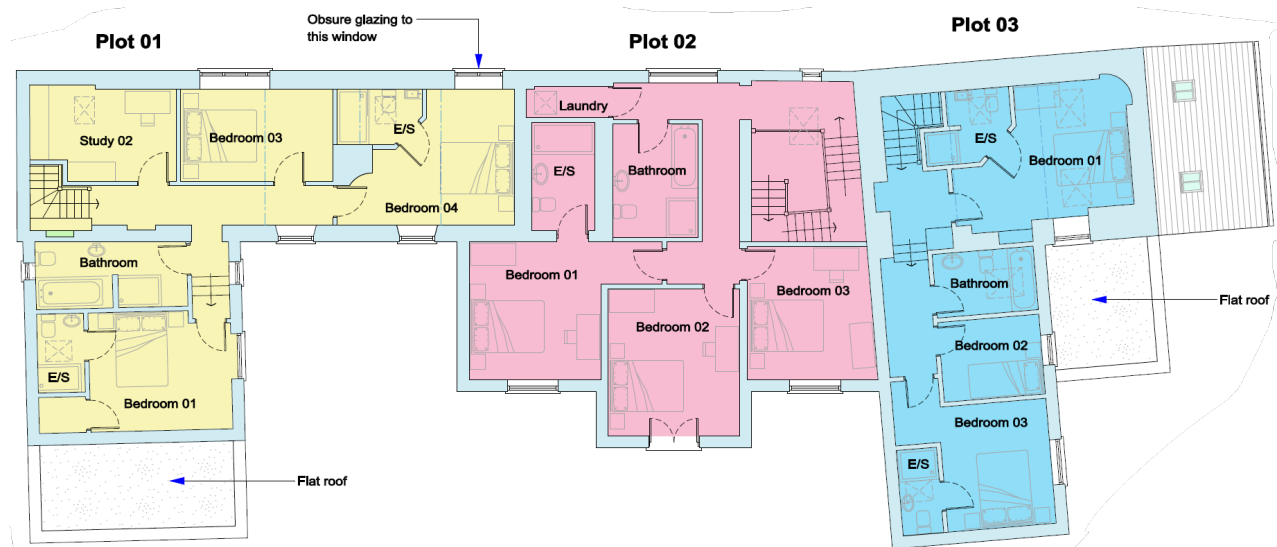 Obsure glazing to
this window
Plot 01
Plot 02
Plot 03
Study 02
Bedroom 03
E/S
Bedroom 04
Bathroom
E/S
Bedroom 01
Flat roof
Laundry
E/S
Bathroom
Bedroom 01
Bedroom 02
Bedroom 03
E/S
Bedroom 01
Bathroom
Bedroom 02
Bedroom 03
E/S
Flat roof